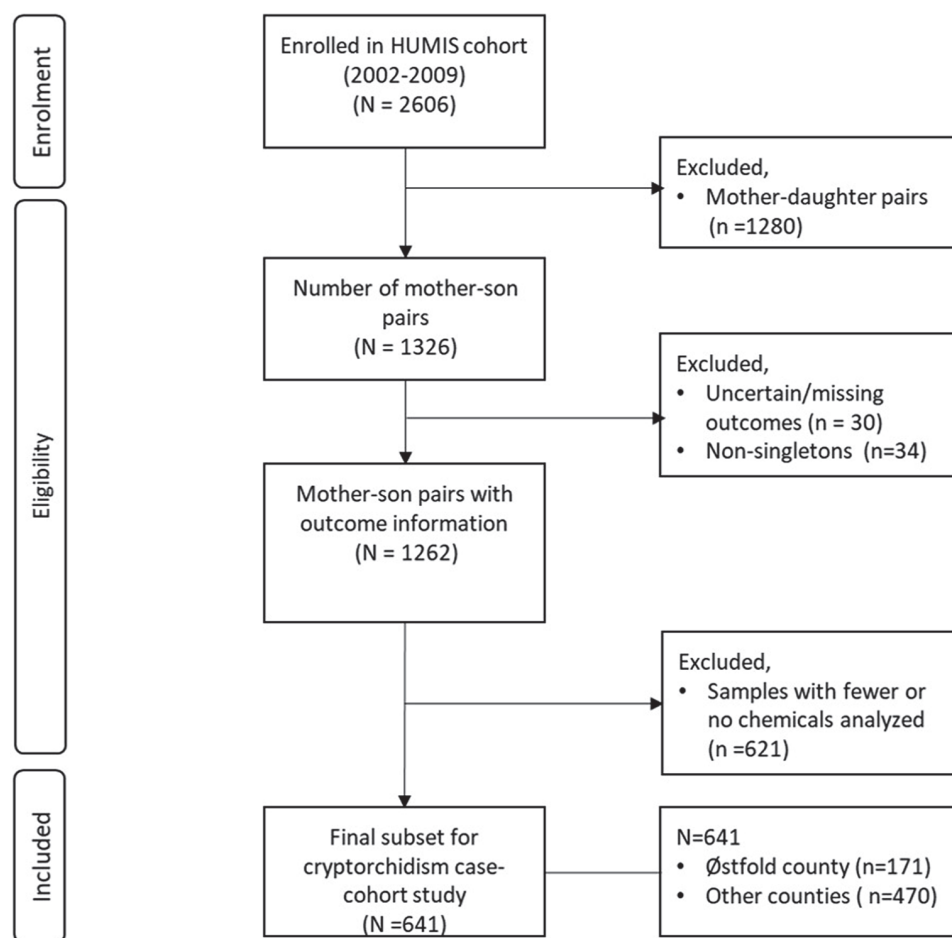 Enrolment
Enrolled in HUMIS cohort
(2002-2009)
(N = 2606)
Excluded,
• Mother-daughter pairs
(n =1280)
Eligibility
Number of mother-son
pairs
(N = 1326)
Excluded,
• Uncertain/missing
outcomes (n = 30)
• Non-singletons (n=34)
Mother-son pairs with
outcome information
(N = 1262)
Excluded,
• Samples with fewer or
no chemicals analyzed
(n =621)
Included
Final subset for
cryptorchidism case-
cohort study
(N =641)
N=641
• Østfold county (n=171)
• Other counties ( n=470)